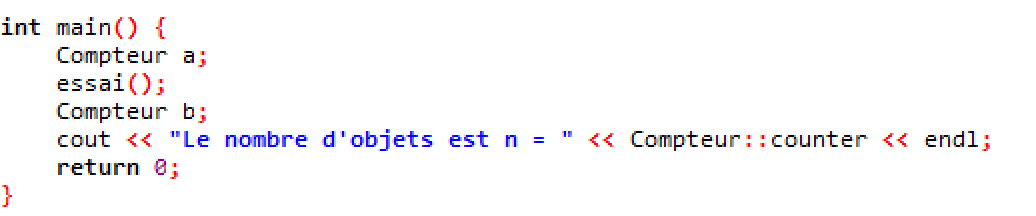 int main() {
    Compteur a;
    essai();
    Compteur b;
    cout << "Le nombre d'objets est n = " << Compteur::counter << endl;
    return 0;
}